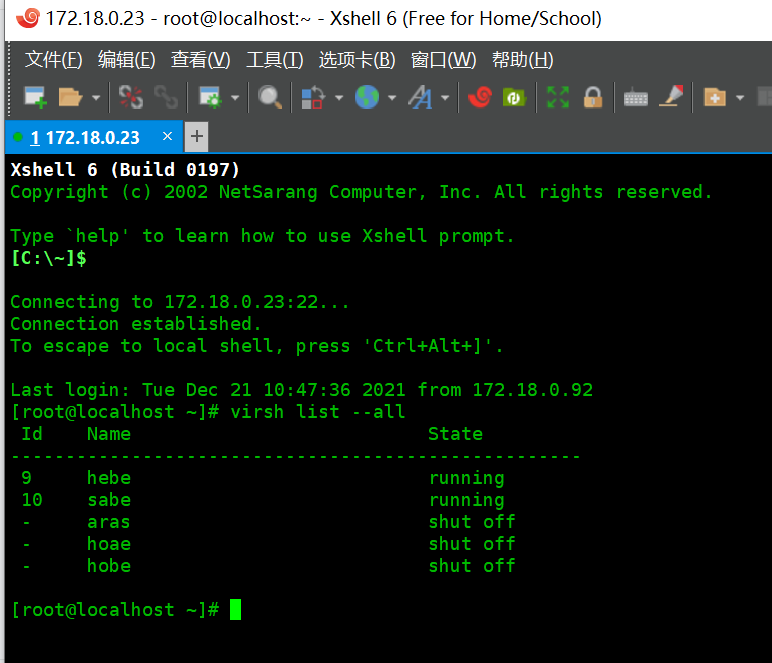 172.18.0.23 - root@localhost:~ - Xshell 6 (Free for Home/School)
文件(F) 编辑(E) 查看(V) 工具(T) 选项卡(B) 窗口(W) 帮助(H)
1 172.18.0.23 × +
Xshell 6 (Build 0197)
Copyright (c) 2002 NetSarang Computer, Inc. All rights reserved.
Type `help' to learn how to use Xshell prompt.
[C:\~]$
Connecting to 172.18.0.23:22...
Connection established.
To escape to local shell, press 'Ctrl+Alt+]'.
Last login: Tue Dec 21 10:47:36 2021 from 172.18.0.92
[root@localhost ~]# virsh list --all
Id    Name                           State
----------------------------------------------------
9     hebe                           running
10    sabe                           running
-     aras                           shut off
-     hoae                           shut off
-     hobe                           shut off
[root@localhost ~]#